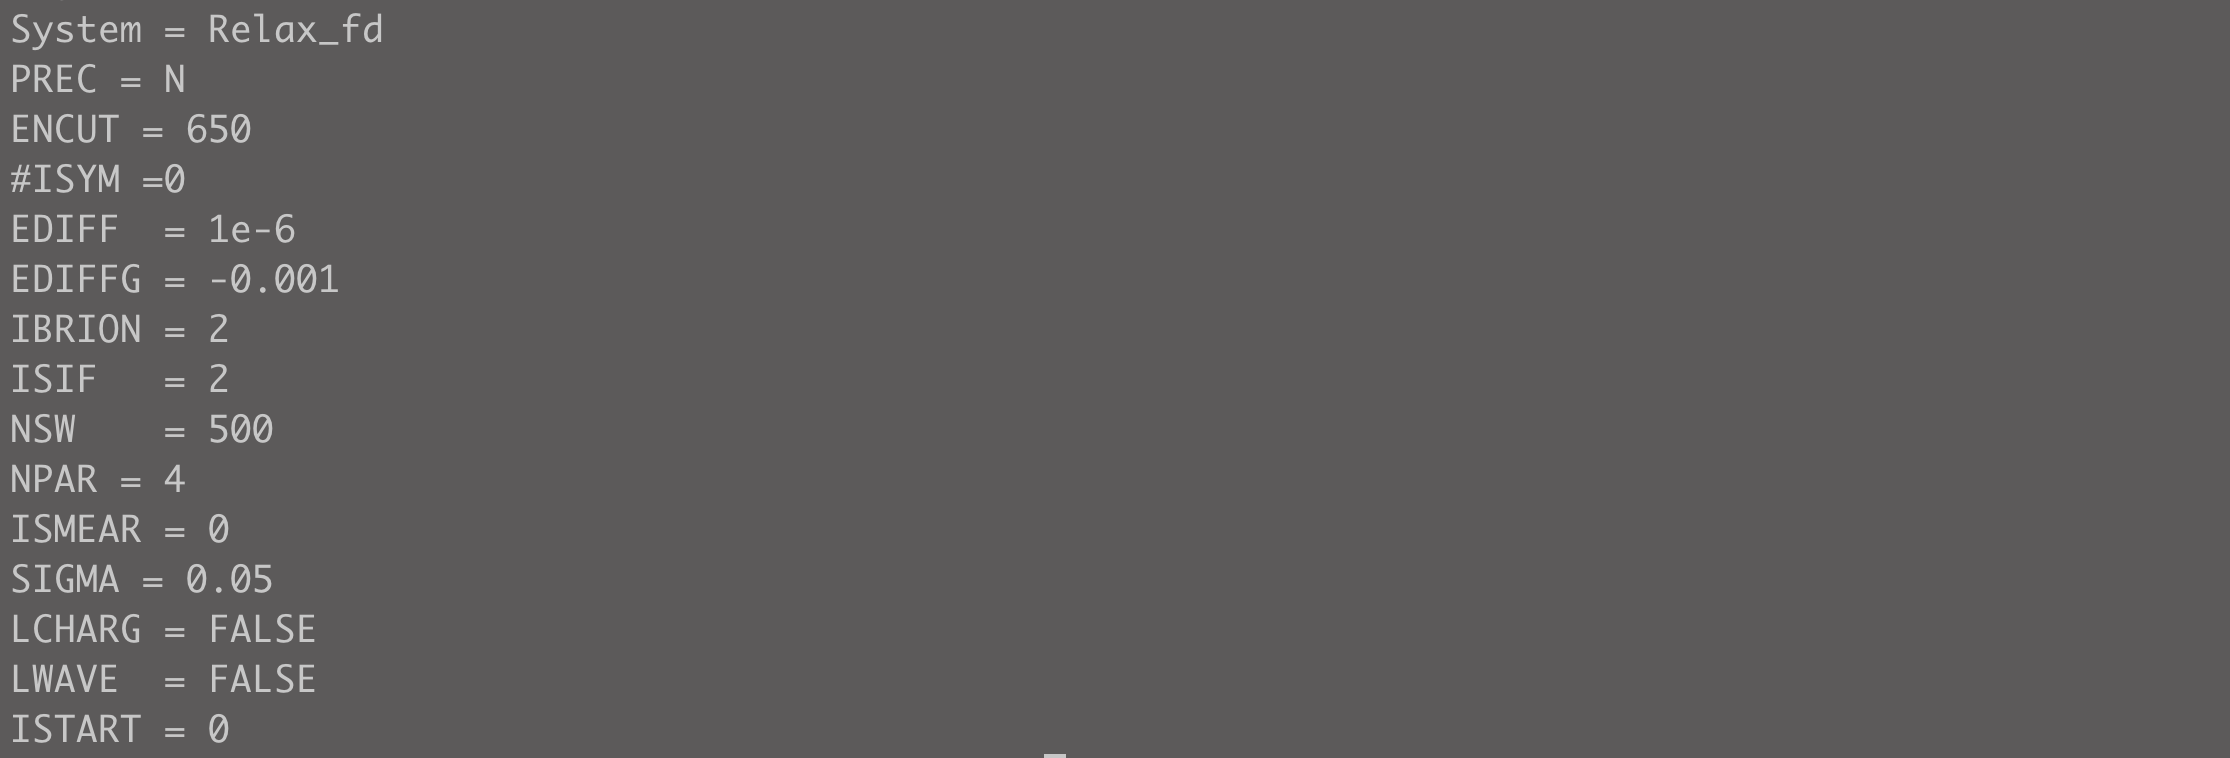 System = Relax_fd
PREC = N
ENCUT = 650
#ISYM =0
EDIFF  = 1e-6
EDIFFG = -0.001
IBRION = 2
ISIF   = 2
NSW    = 500
NPAR = 4
ISMEAR = 0
SIGMA = 0.05
LCHARG = FALSE
LWAVE  = FALSE
ISTART = 0